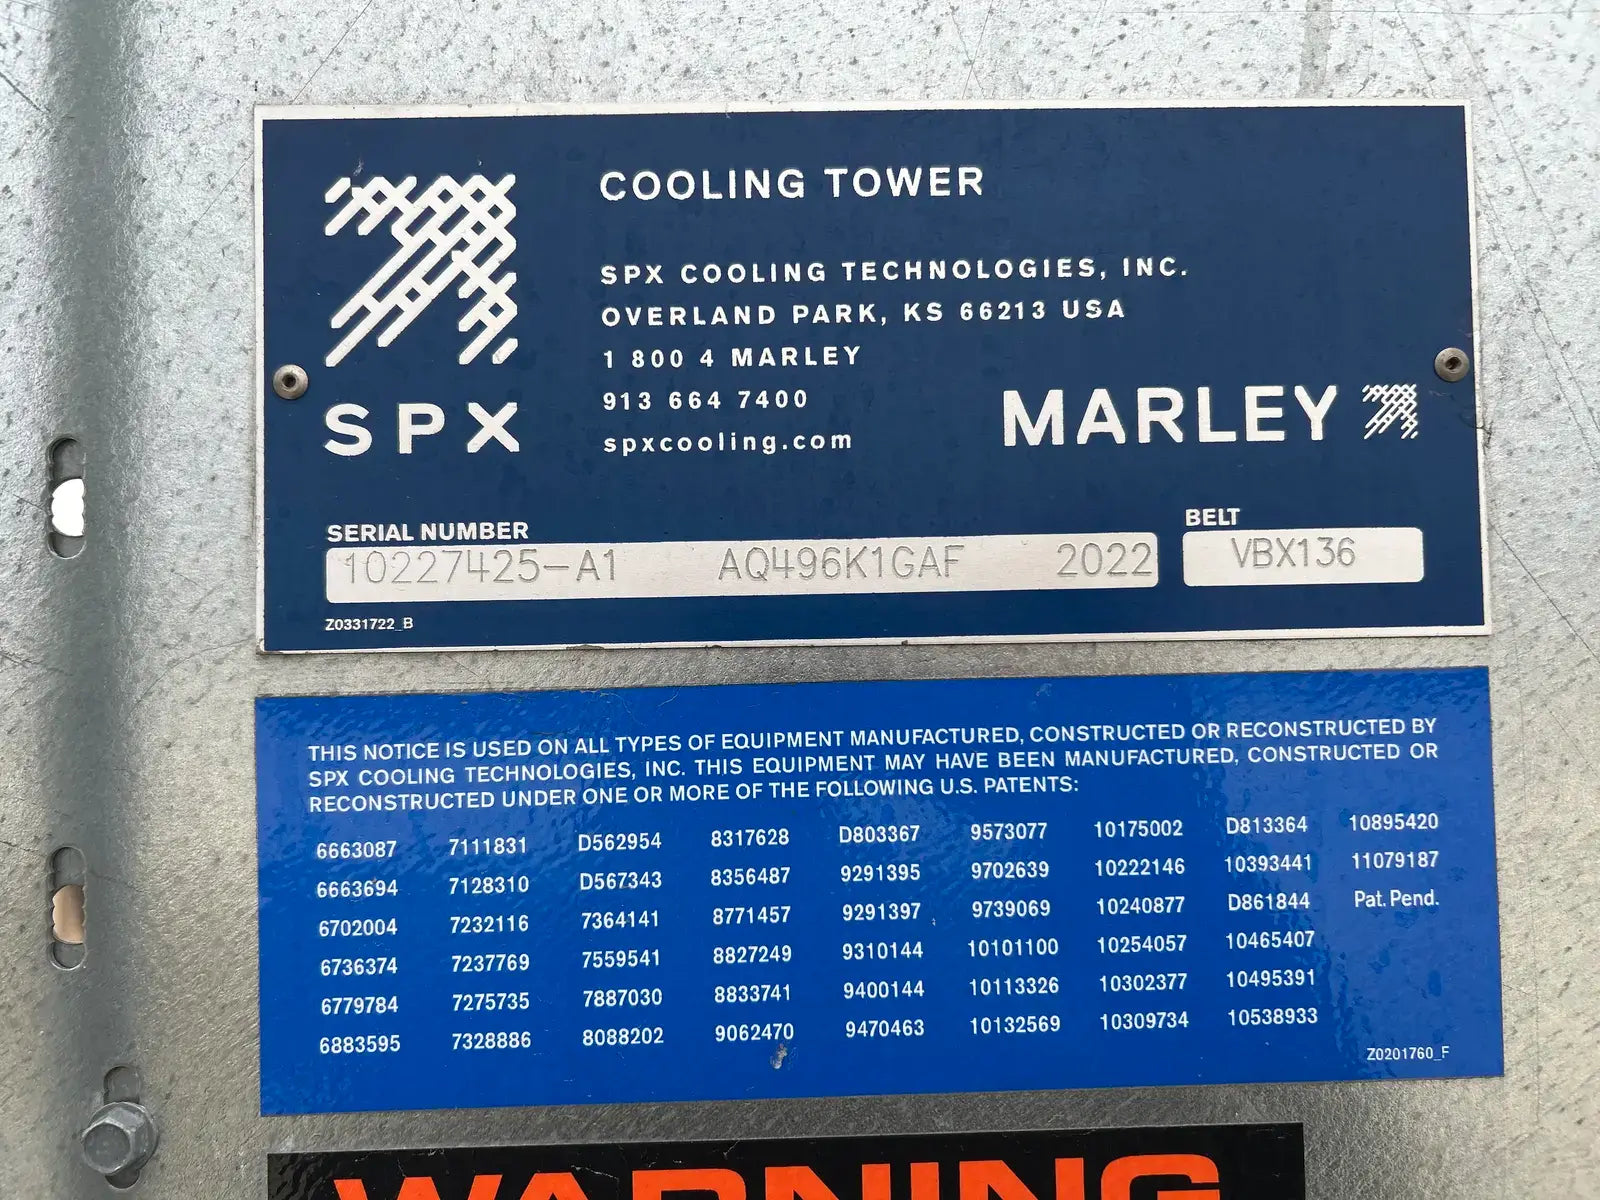 COOLING TOWER
SPX COOLING TECHNOLOGIES, INC.
OVERLAND PARK, KS 66213 USA
1 800 4 MARLEY
913 664 7400
spxcooling.com
SPX
MARLEY
SERIAL NUMBER
BELT
10227425-A1 AQ496K1GAF 2022
VBX136
Z0331722_B
THIS NOTICE IS USED ON ALL TYPES OF EQUIPMENT MANUFACTURED, CONSTRUCTED OR RECONSTRUCTED BY
SPX COOLING TECHNOLOGIES, INC. THIS EQUIPMENT MAY HAVE BEEN MANUFACTURED, CONSTRUCTED OR
RECONSTRUCTED UNDER ONE OR MORE OF THE FOLLOWING U.S. PATENTS:
6663087 7111831 D562954 8317628 D803367 9573077 10175002 D813364 10895420
6663694 7128310 D567343 8356487 9291395 9702639 10222146 10393441 11079187
6702004 7232116 7364141 8771457 9291397 9739069 10240877 D861844 Pat. Pend.
6736374 7237769 7559541 8827249 9310144 10101100 10254057 10465407
6779784 7275735 7887030 8833741 9400144 10113326 10302377 10495391
6883595 7328886 8088202 9062470 9470463 10132569 10309734 10538933
Z0201760_F
WARNING